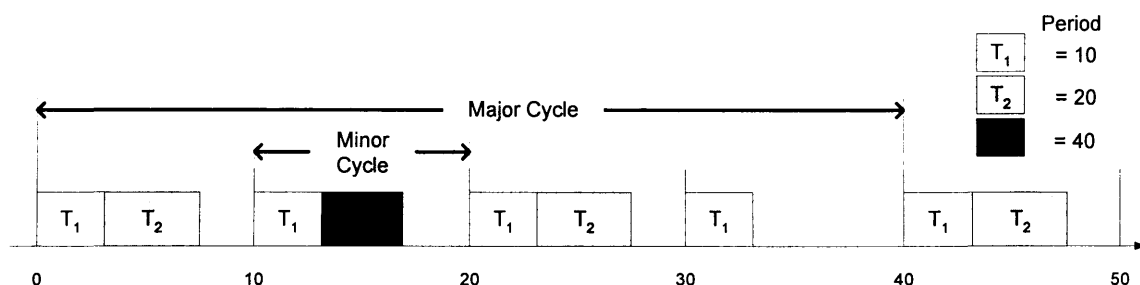 Period
T1 = 10
T2 = 20
= 40
Major Cycle
Minor
Cycle
T1 T2 T1 T1 T2 T1 T1 T2
0 10 20 30 40 50